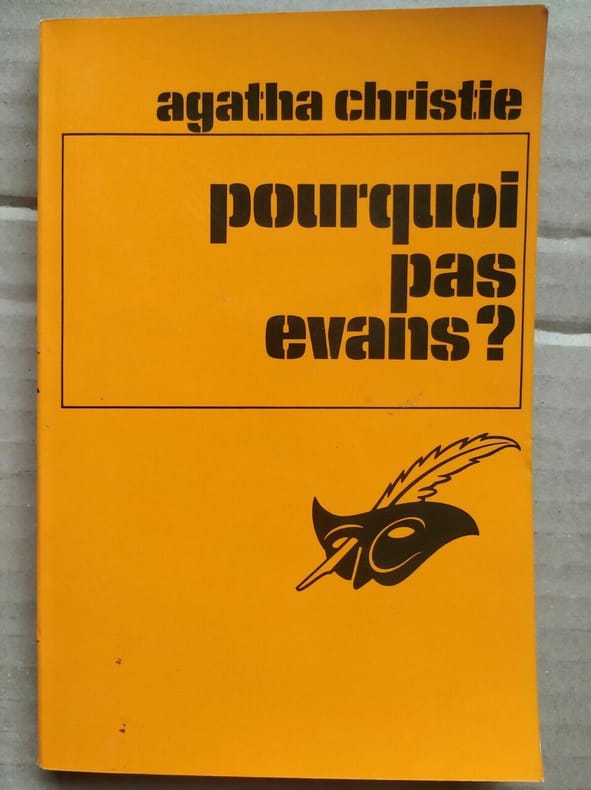 agatha christie
pourquoi
pas
evans?